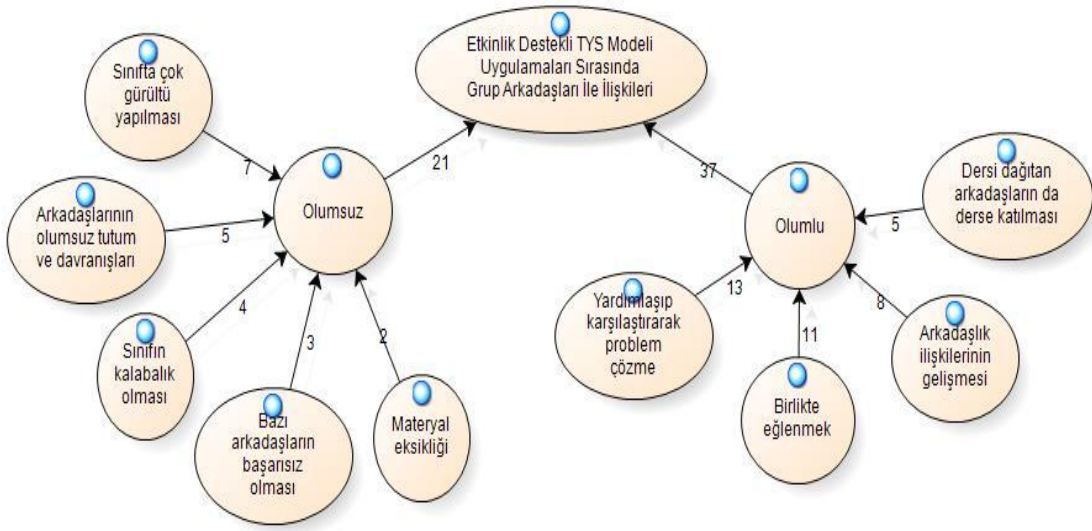 Etkinlik Destekli TYS Modeli
Uygulamaları Sırasında
Grup Arkadaşları İle İlişkileri
Sınıfta çok
gürültü
yapılması
7
21
37
Olumsuz
Olumlu
Dersi dağıtan
arkadaşların da
derse katılması
5
Arkadaşlarının
olumsuz tutum
ve davranışları
5
Sınıfın
kalabalık
olması
4
Bazı
arkadaşların
başarısız
olması
3
Materyal
eksikliği
2
Yardımlaşıp
karşılaştırarak
problem
çözme
13
Birlikte
eğlenmek
11
Arkadaşlık
ilişkilerinin
gelişmesi
8